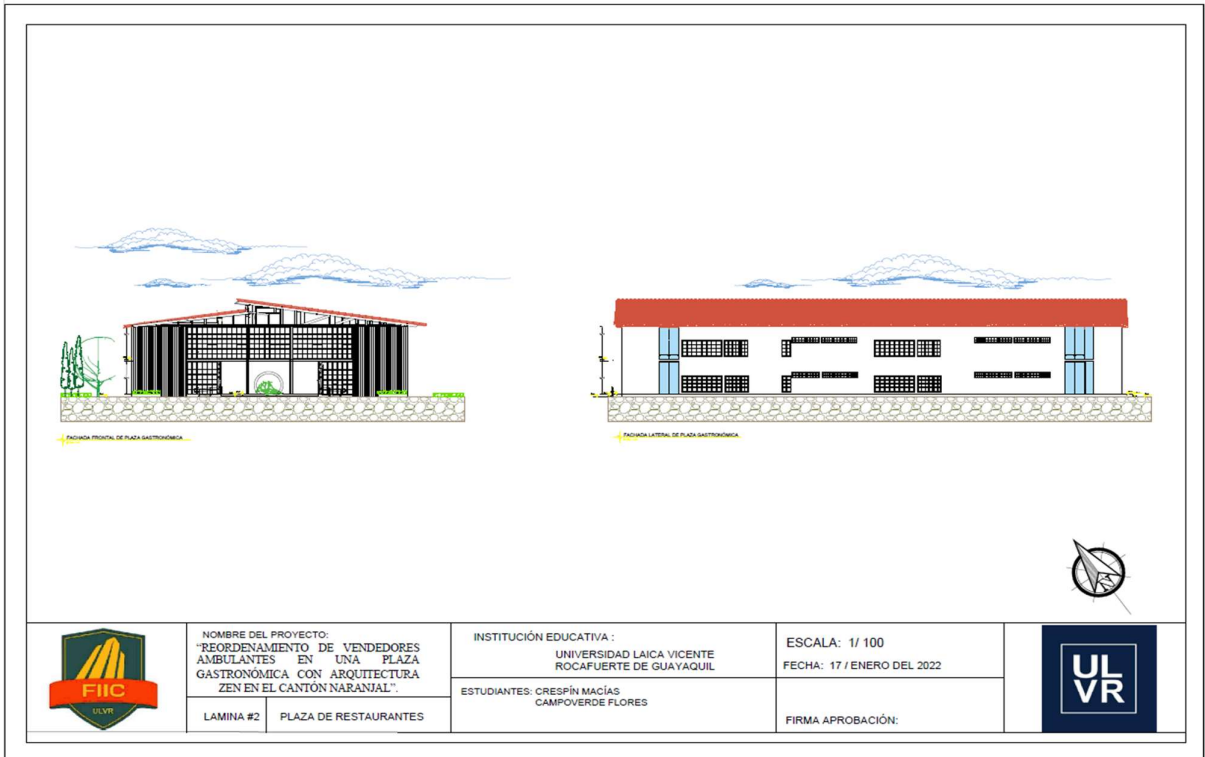 FACHADA FRONTAL DE PLAZA GASTRONÓMICA
FACHADA LATERAL DE PLAZA GASTRONÓMICA
FIIC
ULVR
NOMBRE DEL PROYECTO:
“REORDENAMIENTO DE VENDEDORES
AMBULANTES EN UNA PLAZA
GASTRONÓMICA CON ARQUITECTURA
ZEN EN EL CANTÓN NARANJAL”.
LAMINA #2
PLAZA DE RESTAURANTES
INSTITUCIÓN EDUCATIVA :
UNIVERSIDAD LAICA VICENTE
ROCAFUERTE DE GUAYAQUIL
ESTUDIANTES: CRESPÍN MACÍAS
CAMPOVERDE FLORES
ESCALA: 1/ 100
FECHA: 17 / ENERO DEL 2022
FIRMA APROBACIÓN:
UL
VR